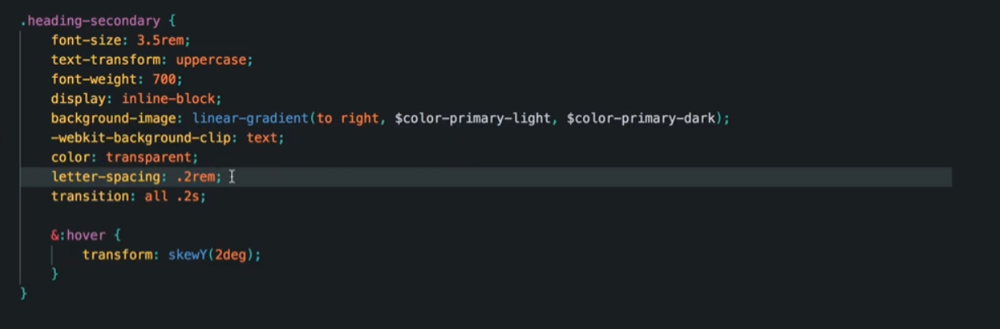 .heading-secondary {
    font-size: 3.5rem;
    text-transform: uppercase;
    font-weight: 700;
    display: inline-block;
    background-image: linear-gradient(to right, $color-primary-light, $color-primary-dark);
    -webkit-background-clip: text;
    color: transparent;
    letter-spacing: .2rem;
    transition: all .2s;

    &:hover {
        transform: skewY(2deg);
    }
}